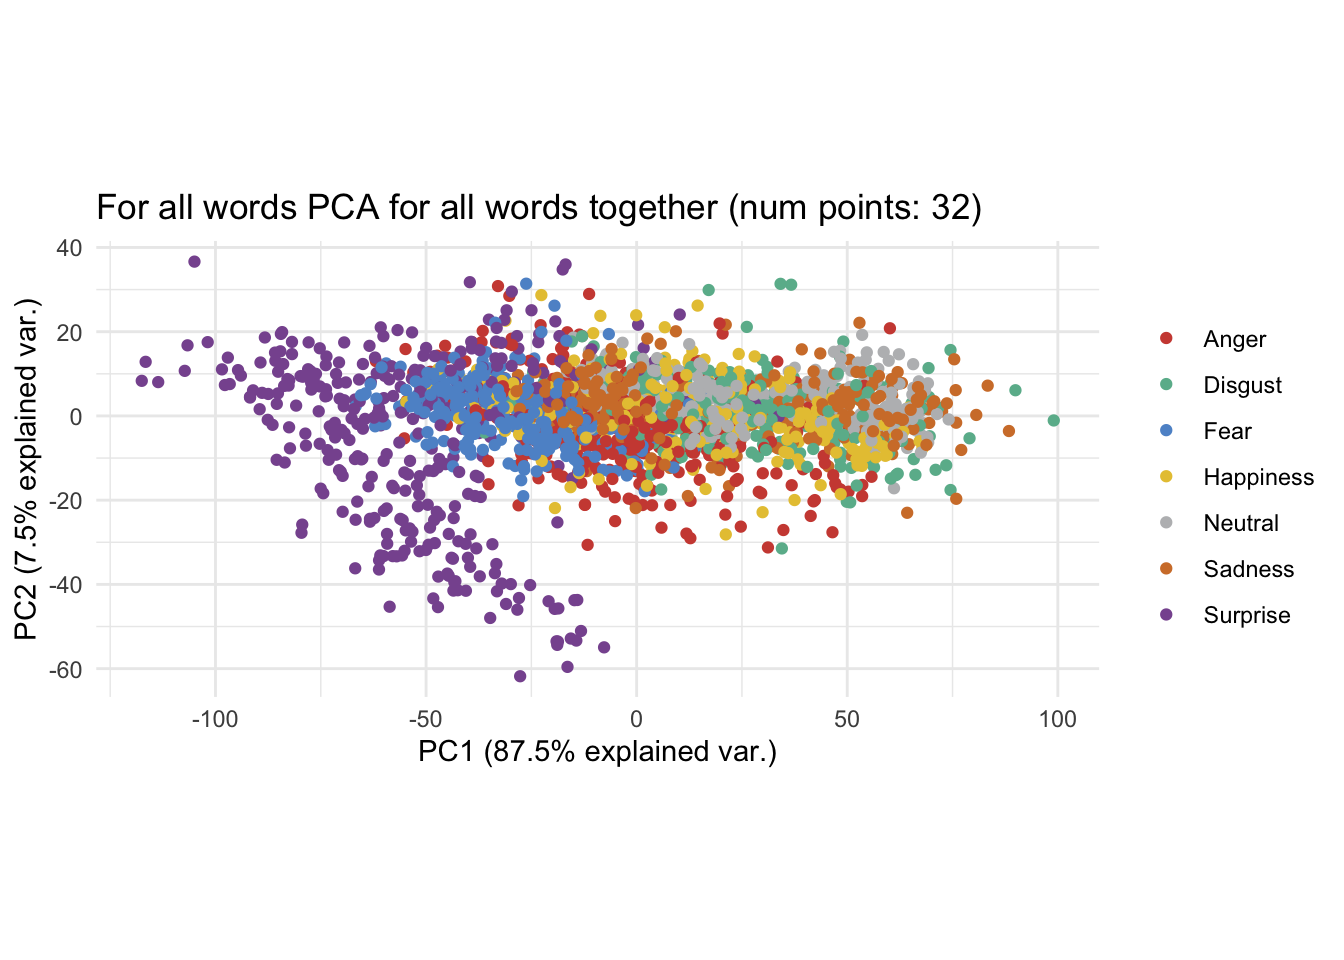 For all words PCA for all words together (num points: 32)
40
20
0
-20
-40
-60
PC2 (7.5% explained var.)
-100
-50
0
50
100
PC1 (87.5% explained var.)
Anger
Disgust
Fear
Happiness
Neutral
Sadness
Surprise